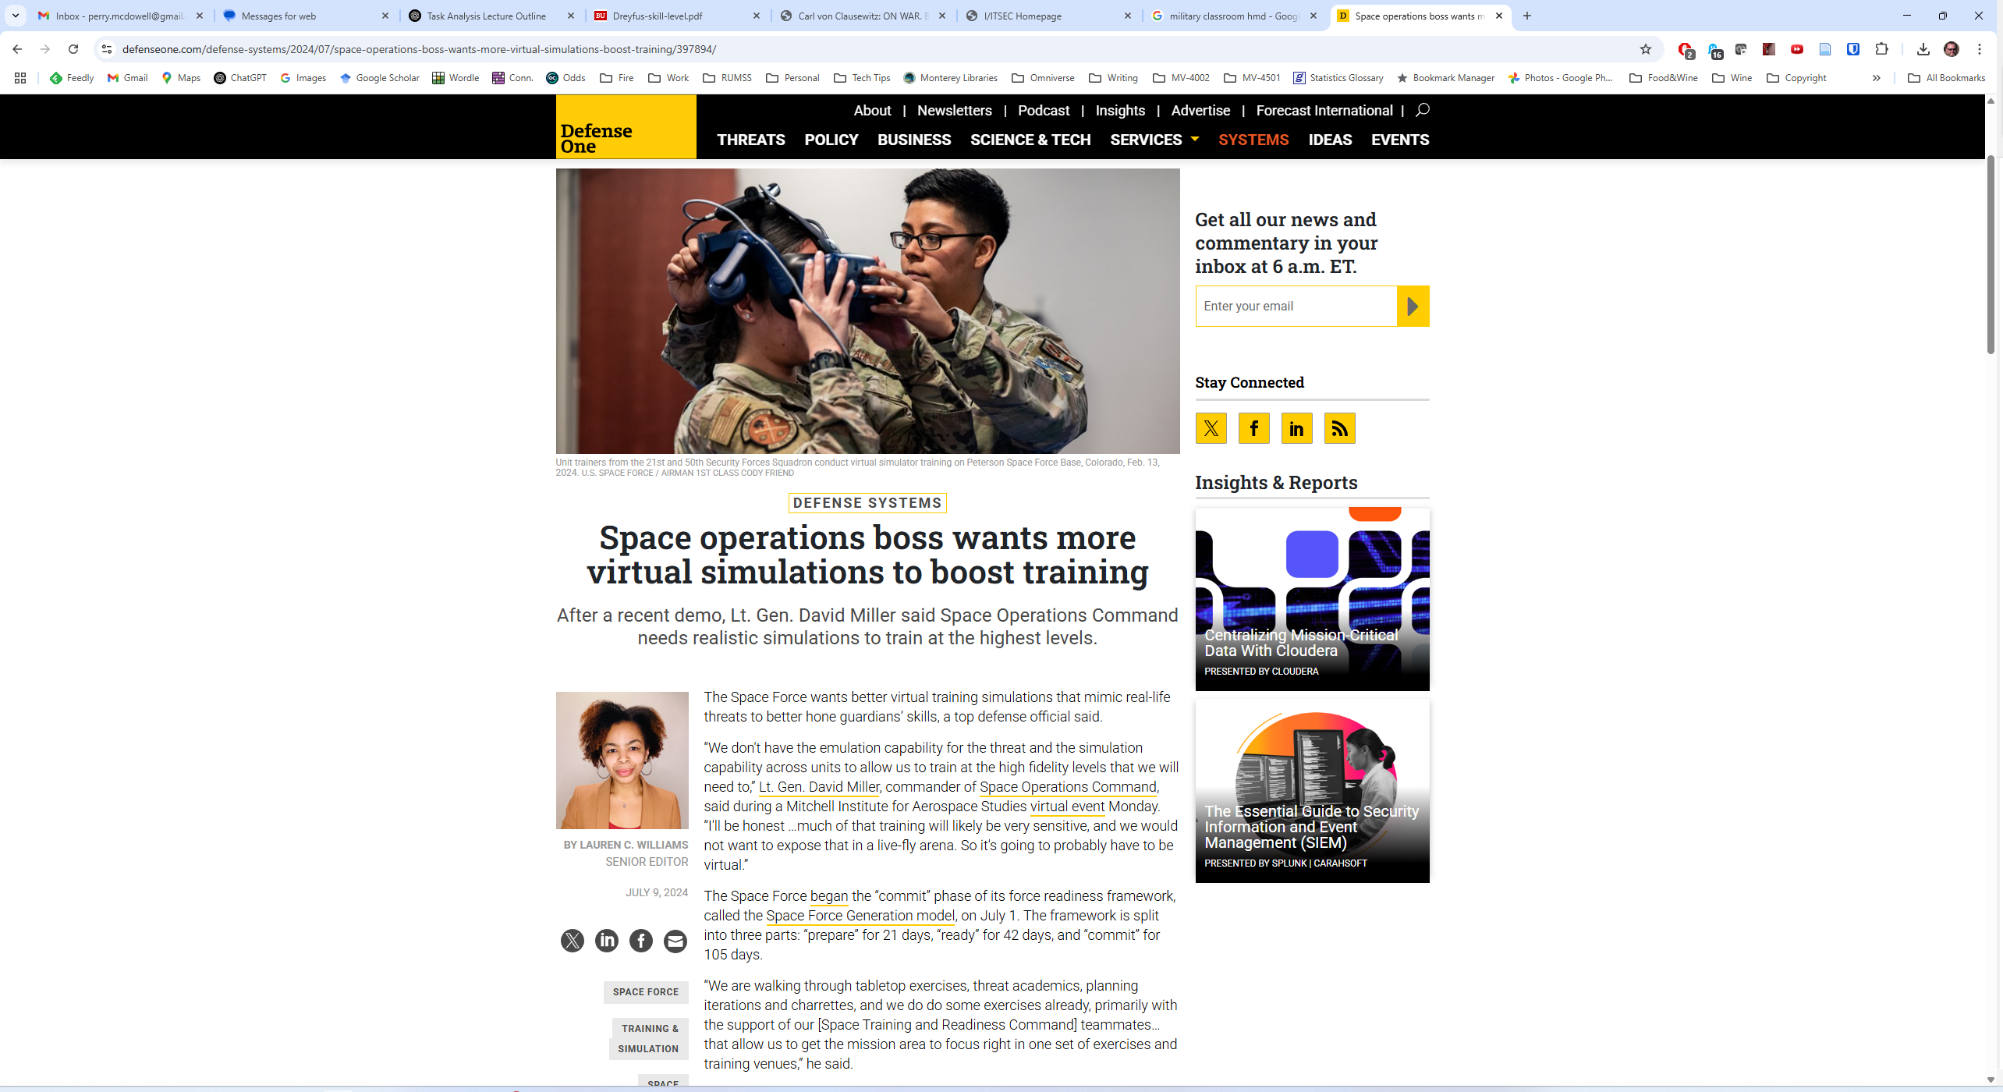 Inbox - perry.mcdowell@gmail.
Messages for web
Task Analysis Lecture Outline
Dreyfus-skill-level.pdf
Carl von Clausewitz: ON WAR. B
I/ITSEC Homepage
military classroom hmd - Goog
Space operations boss wants m
defenseone.com/defense-systems/2024/07/space-operations-boss-wants-more-virtual-simulations-boost-training/397894/
2
16
Feedly
Gmail
Maps
ChatGPT
Images
Google Scholar
Wordle
Conn.
Odds
Fire
Work
RUMSS
Personal
Tech Tips
Monterey Libraries
Omniverse
Writing
MV-4002
MV-4501
Statistics Glossary
Bookmark Manager
Photos - Google Ph...
Food&Wine
Wine
Copyright
»
All Bookmarks
Defense
One
About | Newsletters | Podcast | Insights | Advertise | Forecast International |
THREATS POLICY BUSINESS SCIENCE & TECH SERVICES SYSTEMS IDEAS EVENTS
Unit trainers from the 21st and 50th Security Forces Squadron conduct virtual simulator training on Peterson Space Force Base, Colorado, Feb. 13,
2024. U.S. SPACE FORCE / AIRMAN 1ST CLASS CODY FRIEND
DEFENSE SYSTEMS
Space operations boss wants more
virtual simulations to boost training
After a recent demo, Lt. Gen. David Miller said Space Operations Command
needs realistic simulations to train at the highest levels.
BY LAUREN C. WILLIAMS
SENIOR EDITOR
JULY 9, 2024
SPACE FORCE
TRAINING &
SIMULATION
SPACE
The Space Force wants better virtual training simulations that mimic real-life
threats to better hone guardians’ skills, a top defense official said.
“We don’t have the emulation capability for the threat and the simulation
capability across units to allow us to train at the high fidelity levels that we will
need to,” Lt. Gen. David Miller, commander of Space Operations Command,
said during a Mitchell Institute for Aerospace Studies virtual event Monday.
“I’ll be honest …much of that training will likely be very sensitive, and we would
not want to expose that in a live-fly arena. So it’s going to probably have to be
virtual.”
The Space Force began the “commit” phase of its force readiness framework,
called the Space Force Generation model, on July 1. The framework is split
into three parts: “prepare” for 21 days, “ready” for 42 days, and “commit” for
105 days.
“We are walking through tabletop exercises, threat academics, planning
iterations and charrettes, and we do do some exercises already, primarily with
the support of our [Space Training and Readiness Command] teammates…
that allow us to get the mission area to focus right in one set of exercises and
training venues,” he said.
Get all our news and
commentary in your
inbox at 6 a.m. ET.
Enter your email
Stay Connected
Insights & Reports
Centralizing Mission-Critical
Data With Cloudera
PRESENTED BY CLOUDERA
The Essential Guide to Security
Information and Event
Management (SIEM)
PRESENTED BY SPLUNK | CARAHSOFT